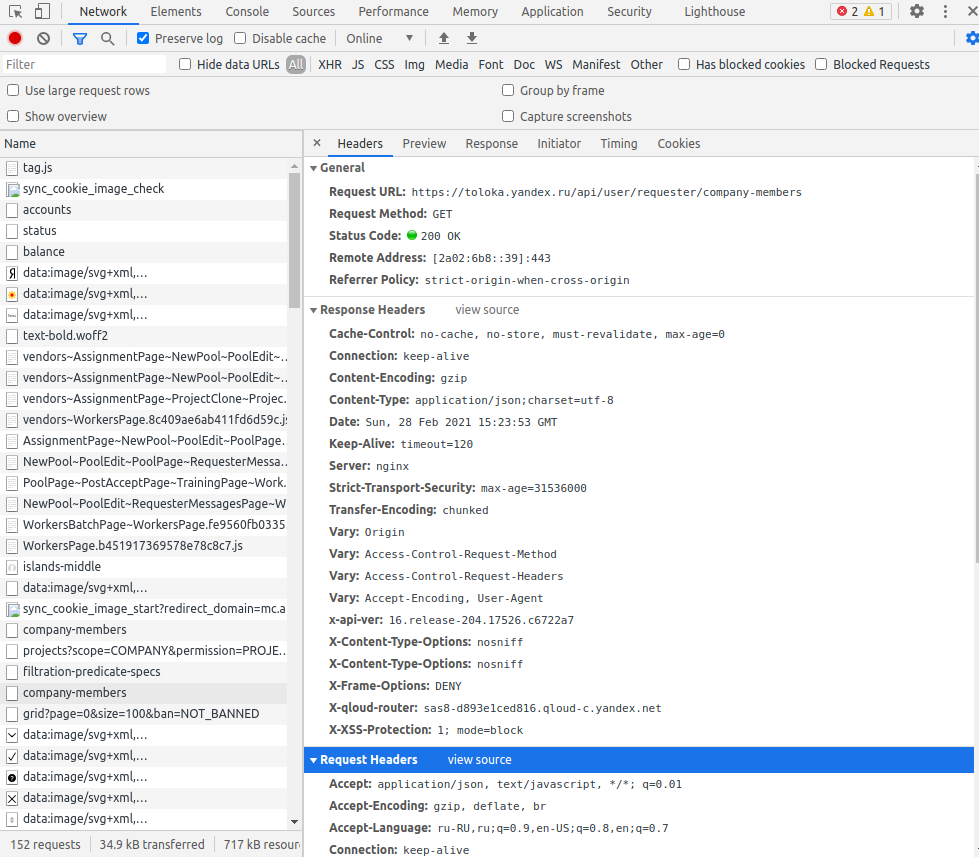 Network Elements Console Sources Performance Memory Application Security Lighthouse 2 1
Preserve log Disable cache Online
Filter Hide data URLs All XHR JS CSS Img Media Font Doc WS Manifest Other Has blocked cookies Blocked Requests
Use large request rows Group by frame
Show overview Capture screenshots
Name
tag.js
sync_cookie_image_check
accounts
status
balance
data:image/svg+xml,…
data:image/svg+xml,…
data:image/svg+xml,…
text-bold.woff2
vendors~AssignmentPage~NewPool~PoolEdit~…
vendors~AssignmentPage~NewPool~PoolEdit~…
vendors~AssignmentPage~ProjectClone~Projec…
vendors~WorkersPage.8c409ae6ab411fd6d59c.js
AssignmentPage~NewPool~PoolEdit~PoolPage…
NewPool~PoolEdit~PoolPage~RequesterMessa…
PoolPage~PostAcceptPage~TrainingPage~Work…
NewPool~PoolEdit~RequesterMessagesPage~W
WorkersBatchPage~WorkersPage.fe9560fb0335
WorkersPage.b451917369578e78c8c7.js
islands-middle
data:image/svg+xml,…
sync_cookie_image_start?redirect_domain=mc.a
company-members
projects?scope=COMPANY&permission=PROJE…
filtration-predicate-specs
company-members
grid?page=0&size=100&ban=NOT_BANNED
data:image/svg+xml,…
data:image/svg+xml,…
data:image/svg+xml,…
data:image/svg+xml,…
data:image/svg+xml,…
152 requests 34.9 kB transferred 717 kB resour
Headers Preview Response Initiator Timing Cookies
General
Request URL: https://toloka.yandex.ru/api/user/requester/company-members
Request Method: GET
Status Code: 200 OK
Remote Address: [2a02:6b8::39]:443
Referrer Policy: strict-origin-when-cross-origin
Response Headers view source
Cache-Control: no-cache, no-store, must-revalidate, max-age=0
Connection: keep-alive
Content-Encoding: gzip
Content-Type: application/json;charset=utf-8
Date: Sun, 28 Feb 2021 15:23:53 GMT
Keep-Alive: timeout=120
Server: nginx
Strict-Transport-Security: max-age=31536000
Transfer-Encoding: chunked
Vary: Origin
Vary: Access-Control-Request-Method
Vary: Access-Control-Request-Headers
Vary: Accept-Encoding, User-Agent
x-api-ver: 16.release-204.17526.c6722a7
X-Content-Type-Options: nosniff
X-Content-Type-Options: nosniff
X-Frame-Options: DENY
X-qloud-router: sas8-d893e1ced816.qloud-c.yandex.net
X-XSS-Protection: 1; mode=block
Request Headers view source
Accept: application/json, text/javascript, */*; q=0.01
Accept-Encoding: gzip, deflate, br
Accept-Language: ru-RU,ru;q=0.9,en-US;q=0.8,en;q=0.7
Connection: keep-alive